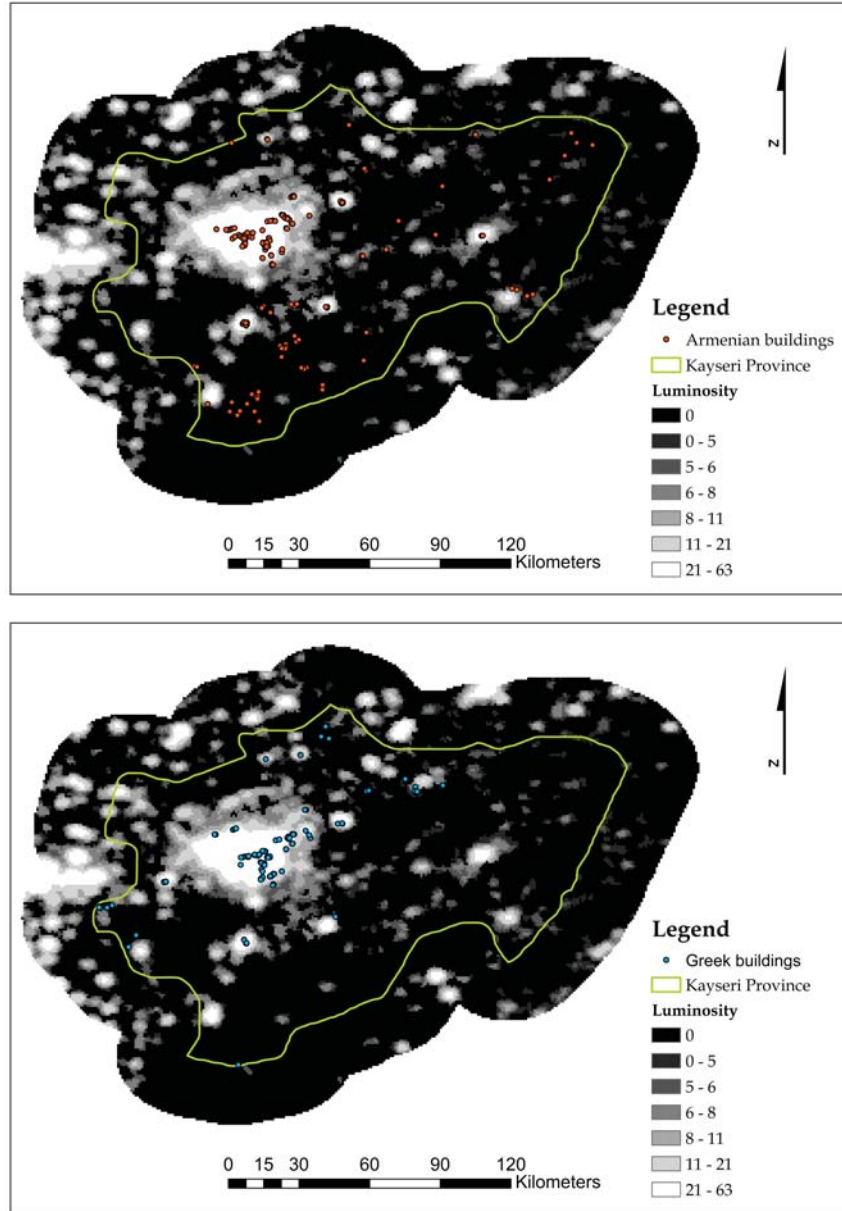 N
Legend
Armenian buildings
Kayseri Province
Luminosity
0
0 - 5
5 - 6
6 - 8
8 - 11
11 - 21
21 - 63
0 15 30 60 90 120
Kilometers
N
Legend
Greek buildings
Kayseri Province
Luminosity
0
0 - 5
5 - 6
6 - 8
8 - 11
11 - 21
21 - 63
0 15 30 60 90 120
Kilometers